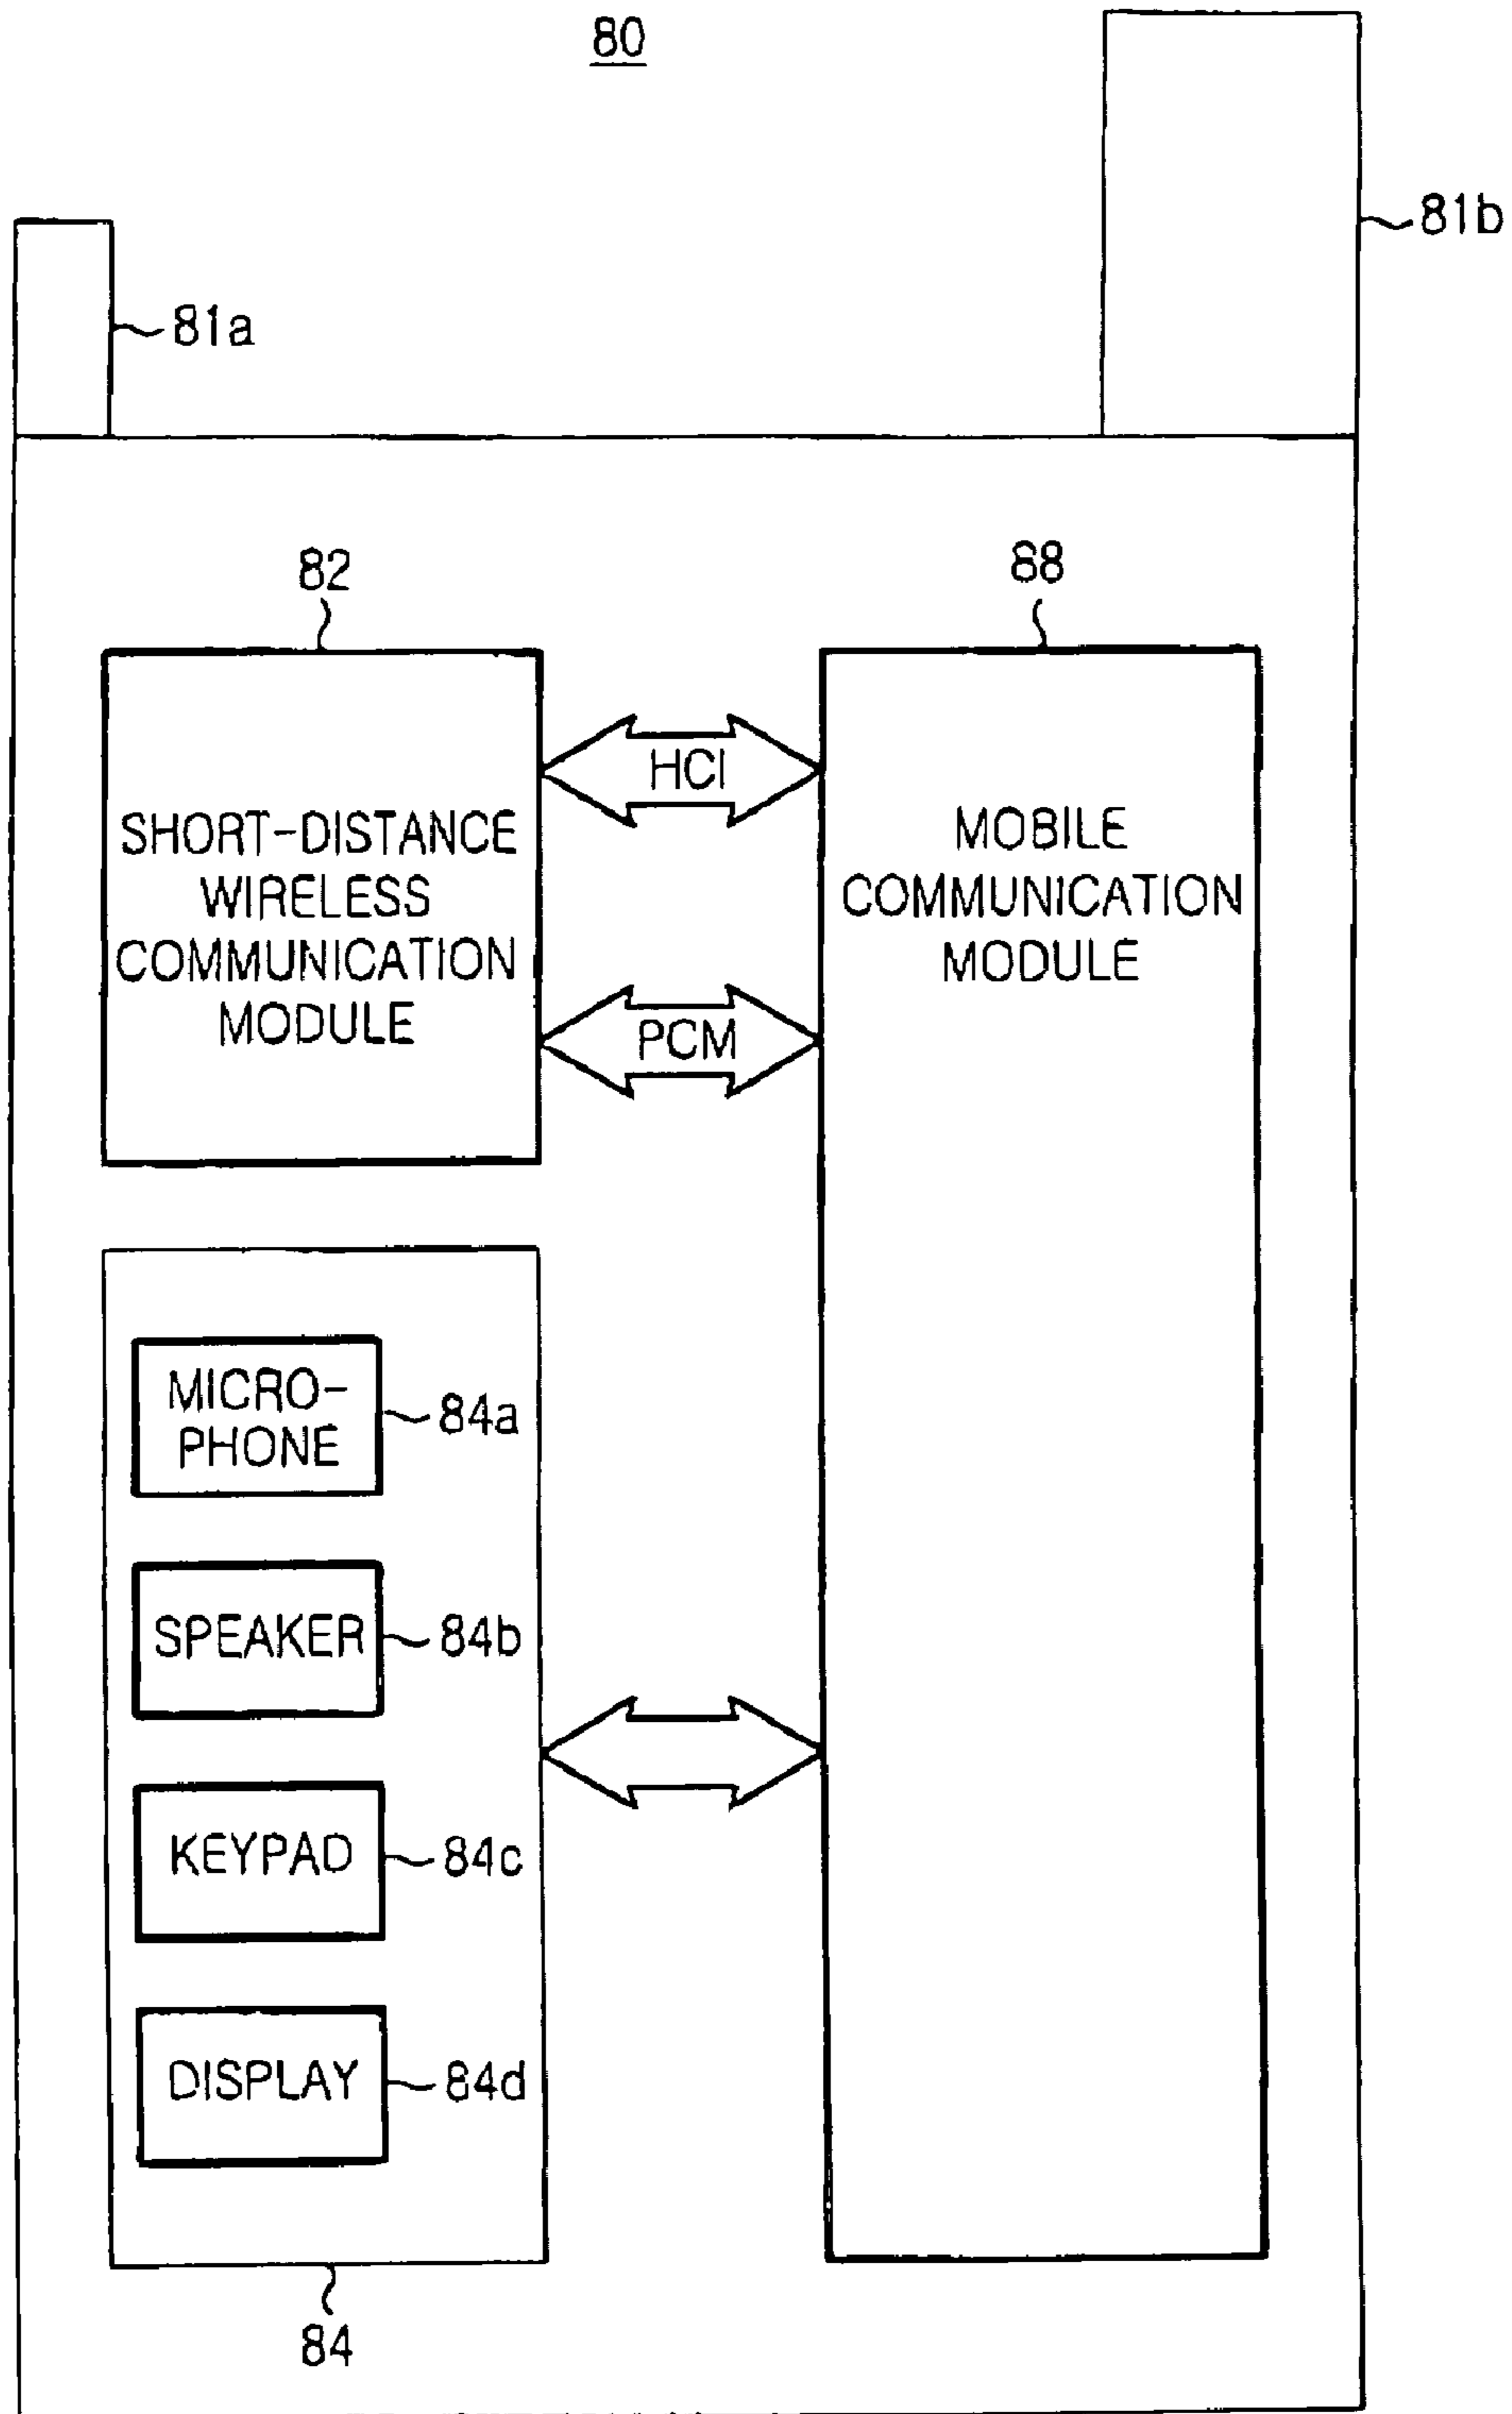 80
81b
81a
82
88
HCI
SHORT-DISTANCE
WIRELESS
COMMUNICATION
MODULE
MOBILE
COMMUNICATION
MODULE
PCM
MICRO-
PHONE
84a
SPEAKER
84b
KEYPAD
84c
DISPLAY
84d
84